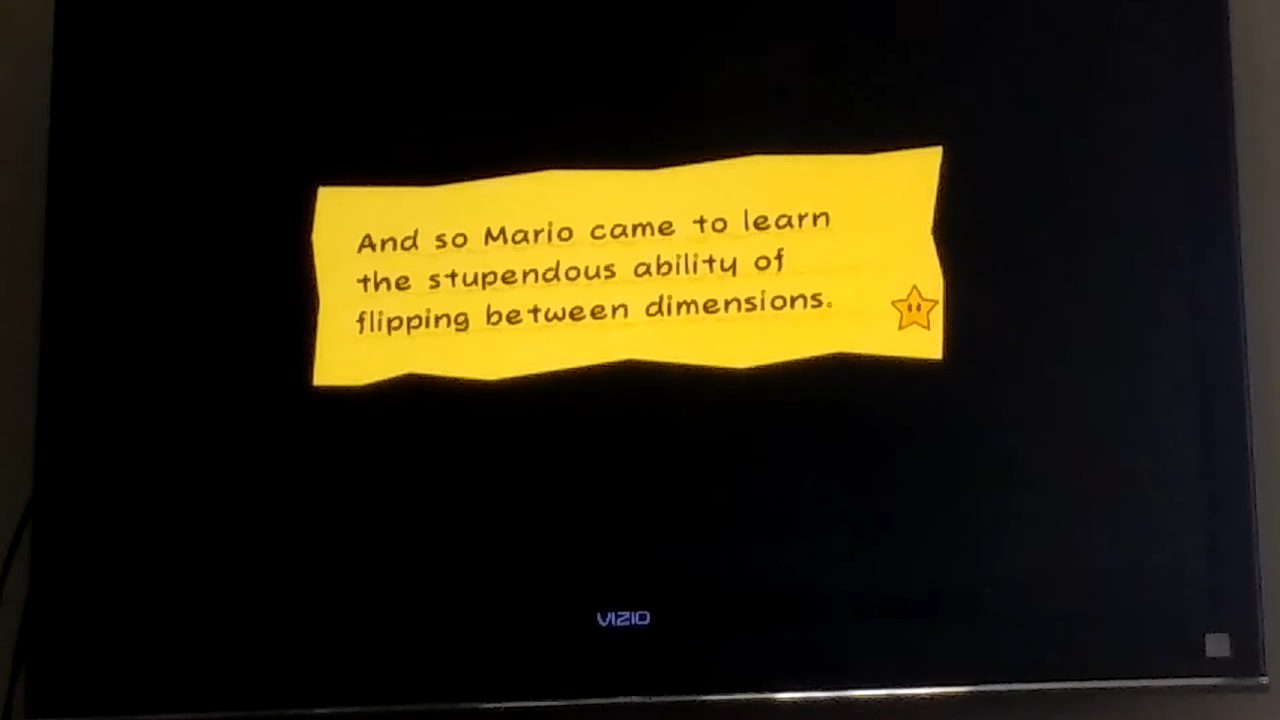 And so Mario came to learn
the stupendous ability of
flipping between dimensions.
VIZIO